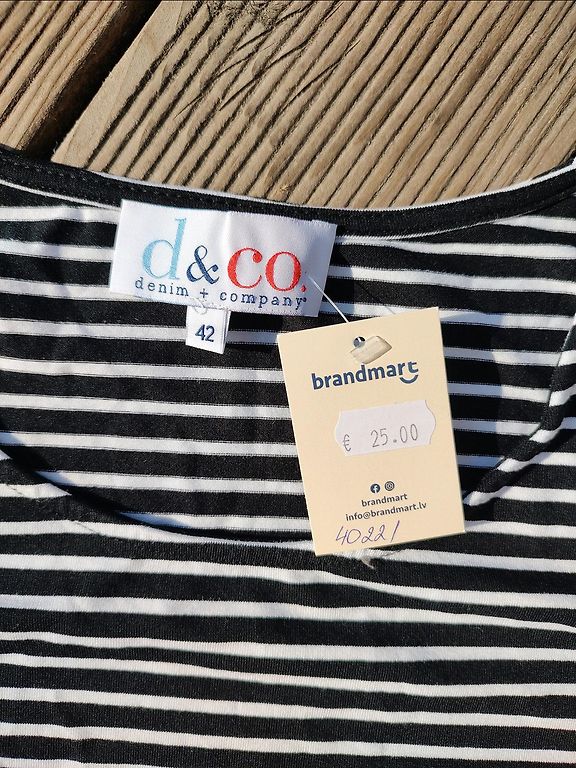 d&co.
denim + company
42
brandmart
€ 25.00
brandmart
info@brandmart.lv
40221